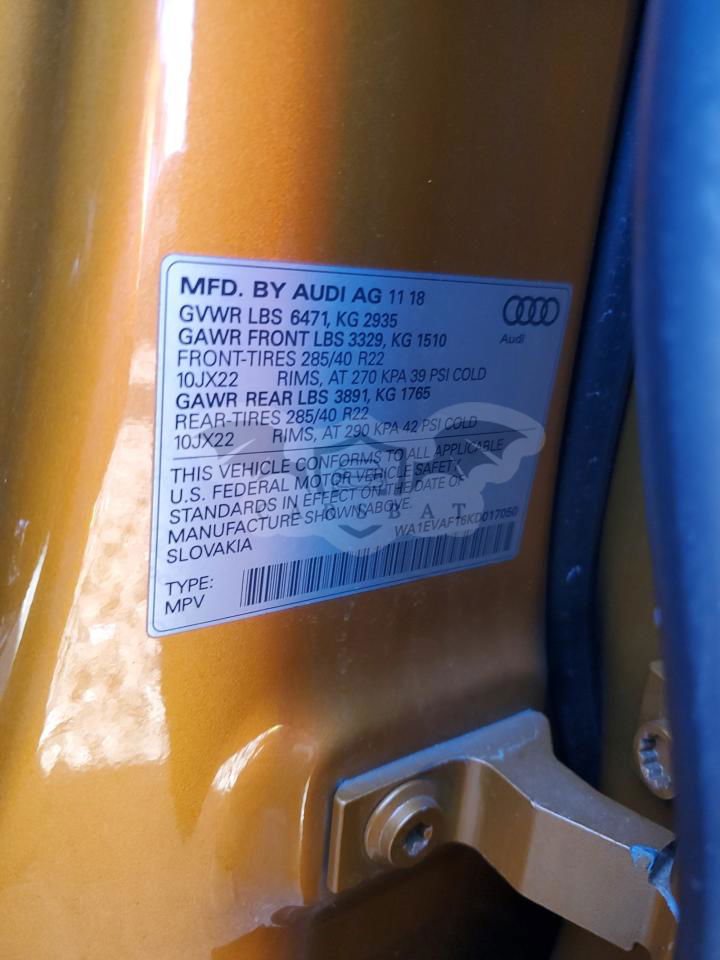 MFD. BY AUDI AG 11 18
GVWR LBS 6471, KG 2935
GAWR FRONT LBS 3329, KG 1510
FRONT-TIRES 285/40 R22
10JX22 RIMS, AT 270 KPA 39 PSI COLD
GAWR REAR LBS 3891, KG 1765
REAR-TIRES 285/40 R22
10JX22 RIMS, AT 290 KPA 42 PSI COLD
Audi
THIS VEHICLE CONFORMS TO ALL APPLICABLE
U.S. FEDERAL MOTOR VEHICLE SAFETY
STANDARDS IN EFFECT ON THE DATE OF
MANUFACTURE SHOWN ABOVE.
SLOVAKIA
WA1EVAF16KD017050
TYPE:
MPV